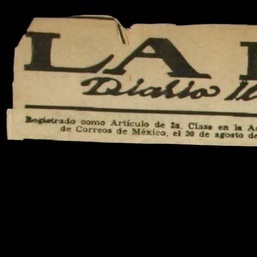 LA
Diario
Registrado como Artículo de 2a. Clase en la
de Correos de México, el 20 de agosto de